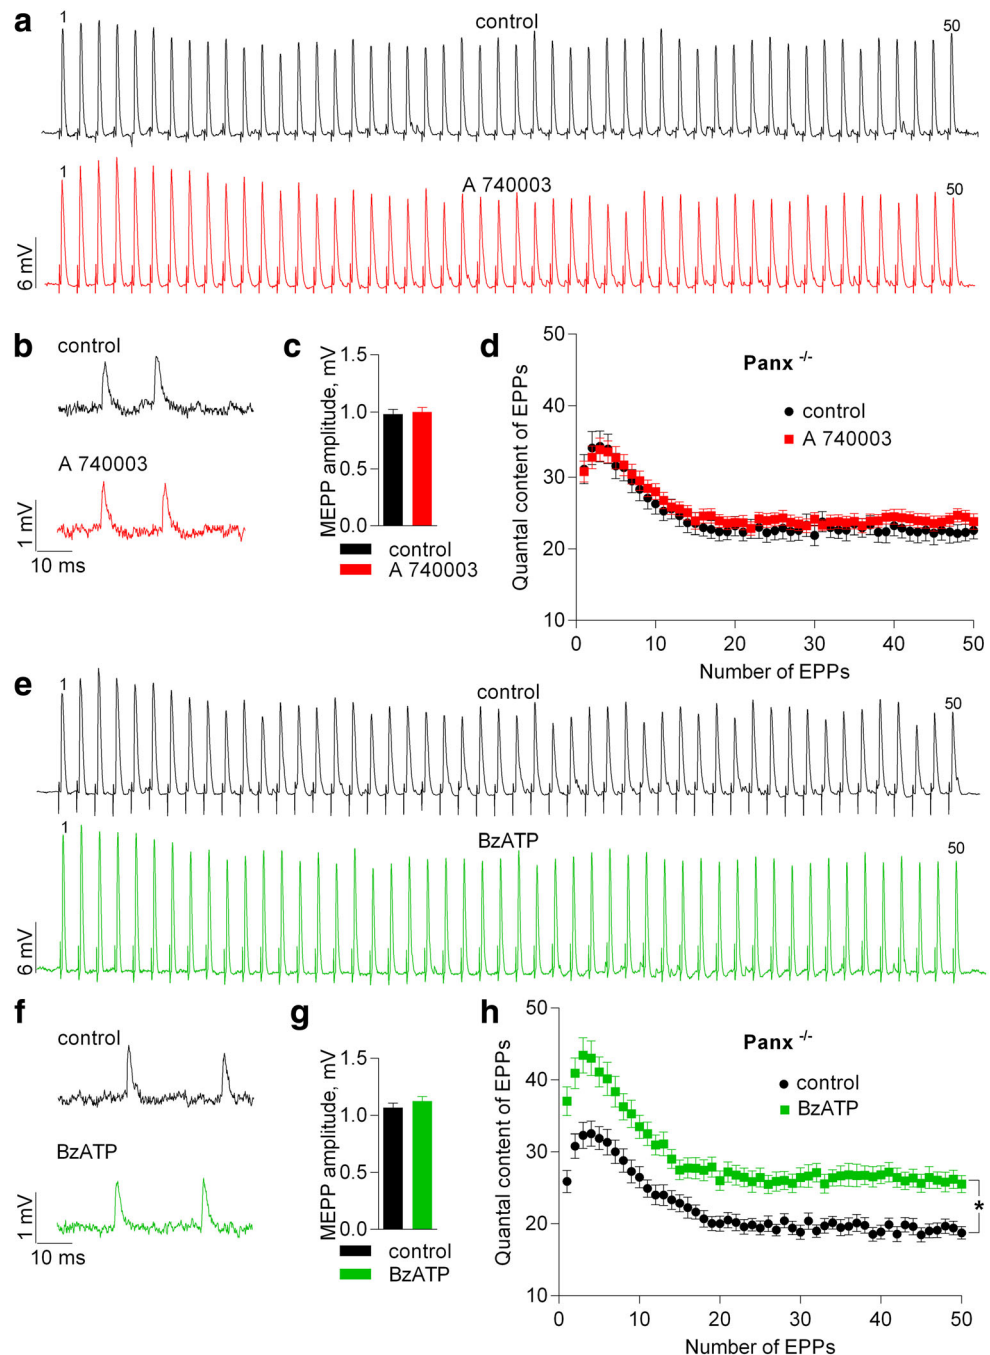 a
control
1
50
A 740003
1
50
6 mV
b
control
A 740003
1 mV
10 ms
c
MEPP amplitude, mV
1.5
1.0
0.5
0.0
control
A 740003
d
Panx -/-
control
A 740003
Quantal content of EPPs
50
40
30
20
10
0
10
20
30
40
50
Number of EPPs
e
control
1
50
BzATP
1
50
6 mV
f
control
BzATP
1 mV
10 ms
g
MEPP amplitude, mV
1.5
1.0
0.5
0.0
control
BzATP
h
Panx -/-
control
BzATP
Quantal content of EPPs
50
40
30
20
10
*
0
10
20
30
40
50
Number of EPPs